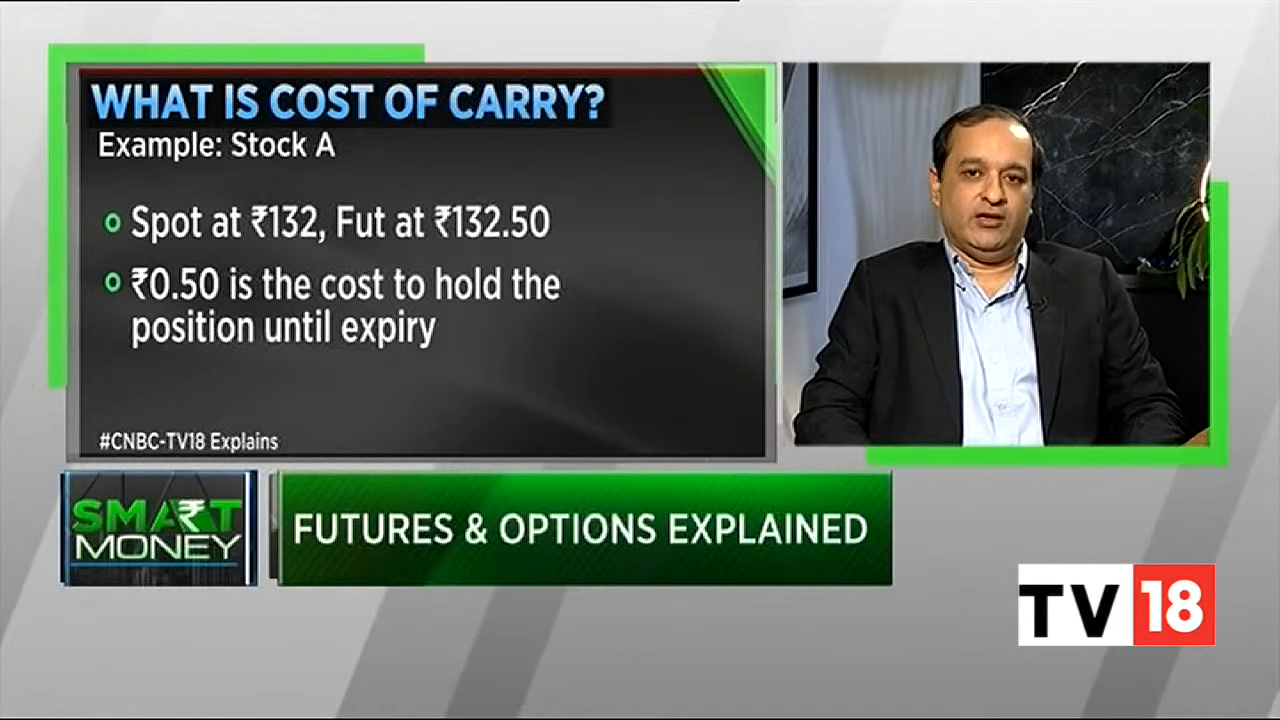 WHAT IS COST OF CARRY?
Example: Stock A
Spot at ₹132, Fut at ₹132.50
₹0.50 is the cost to hold the
position until expiry
#CNBC-TV18 Explains
SMA₹T
MONEY
FUTURES & OPTIONS EXPLAINED
TV18